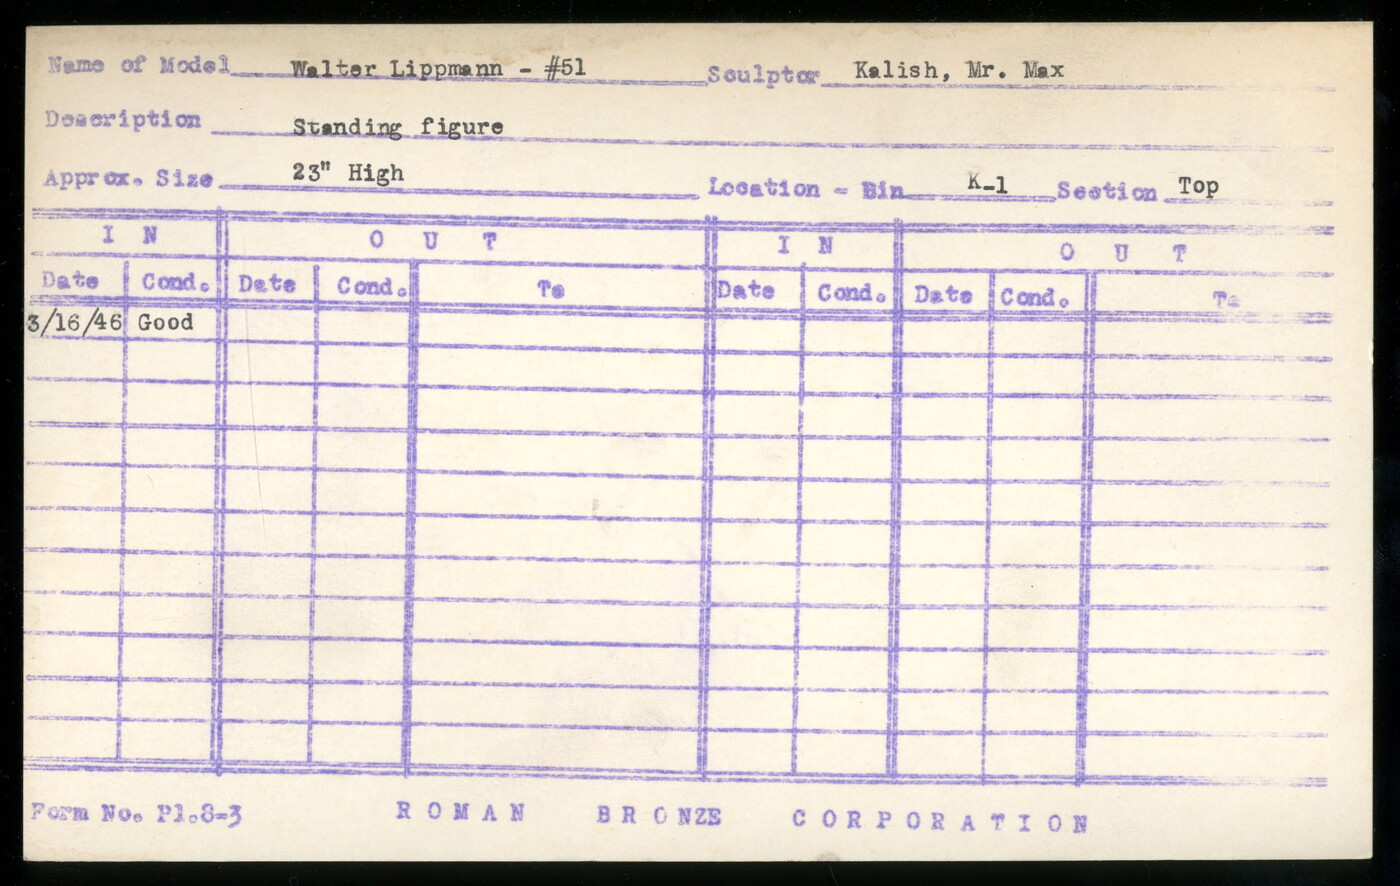 Name of Model Walter Lippmann - #51 Sculptor Kalish, Mr. Max
Description Standing figure
Approx. Size 23" High Location - Bin K-1 Section Top
I N O U T I N O U T
Date Cond. Date Cond. To Date Cond. Date Cond. To
3/16/46 Good
Form No. Pl.8-3 ROMAN BRONZE CORPORATION